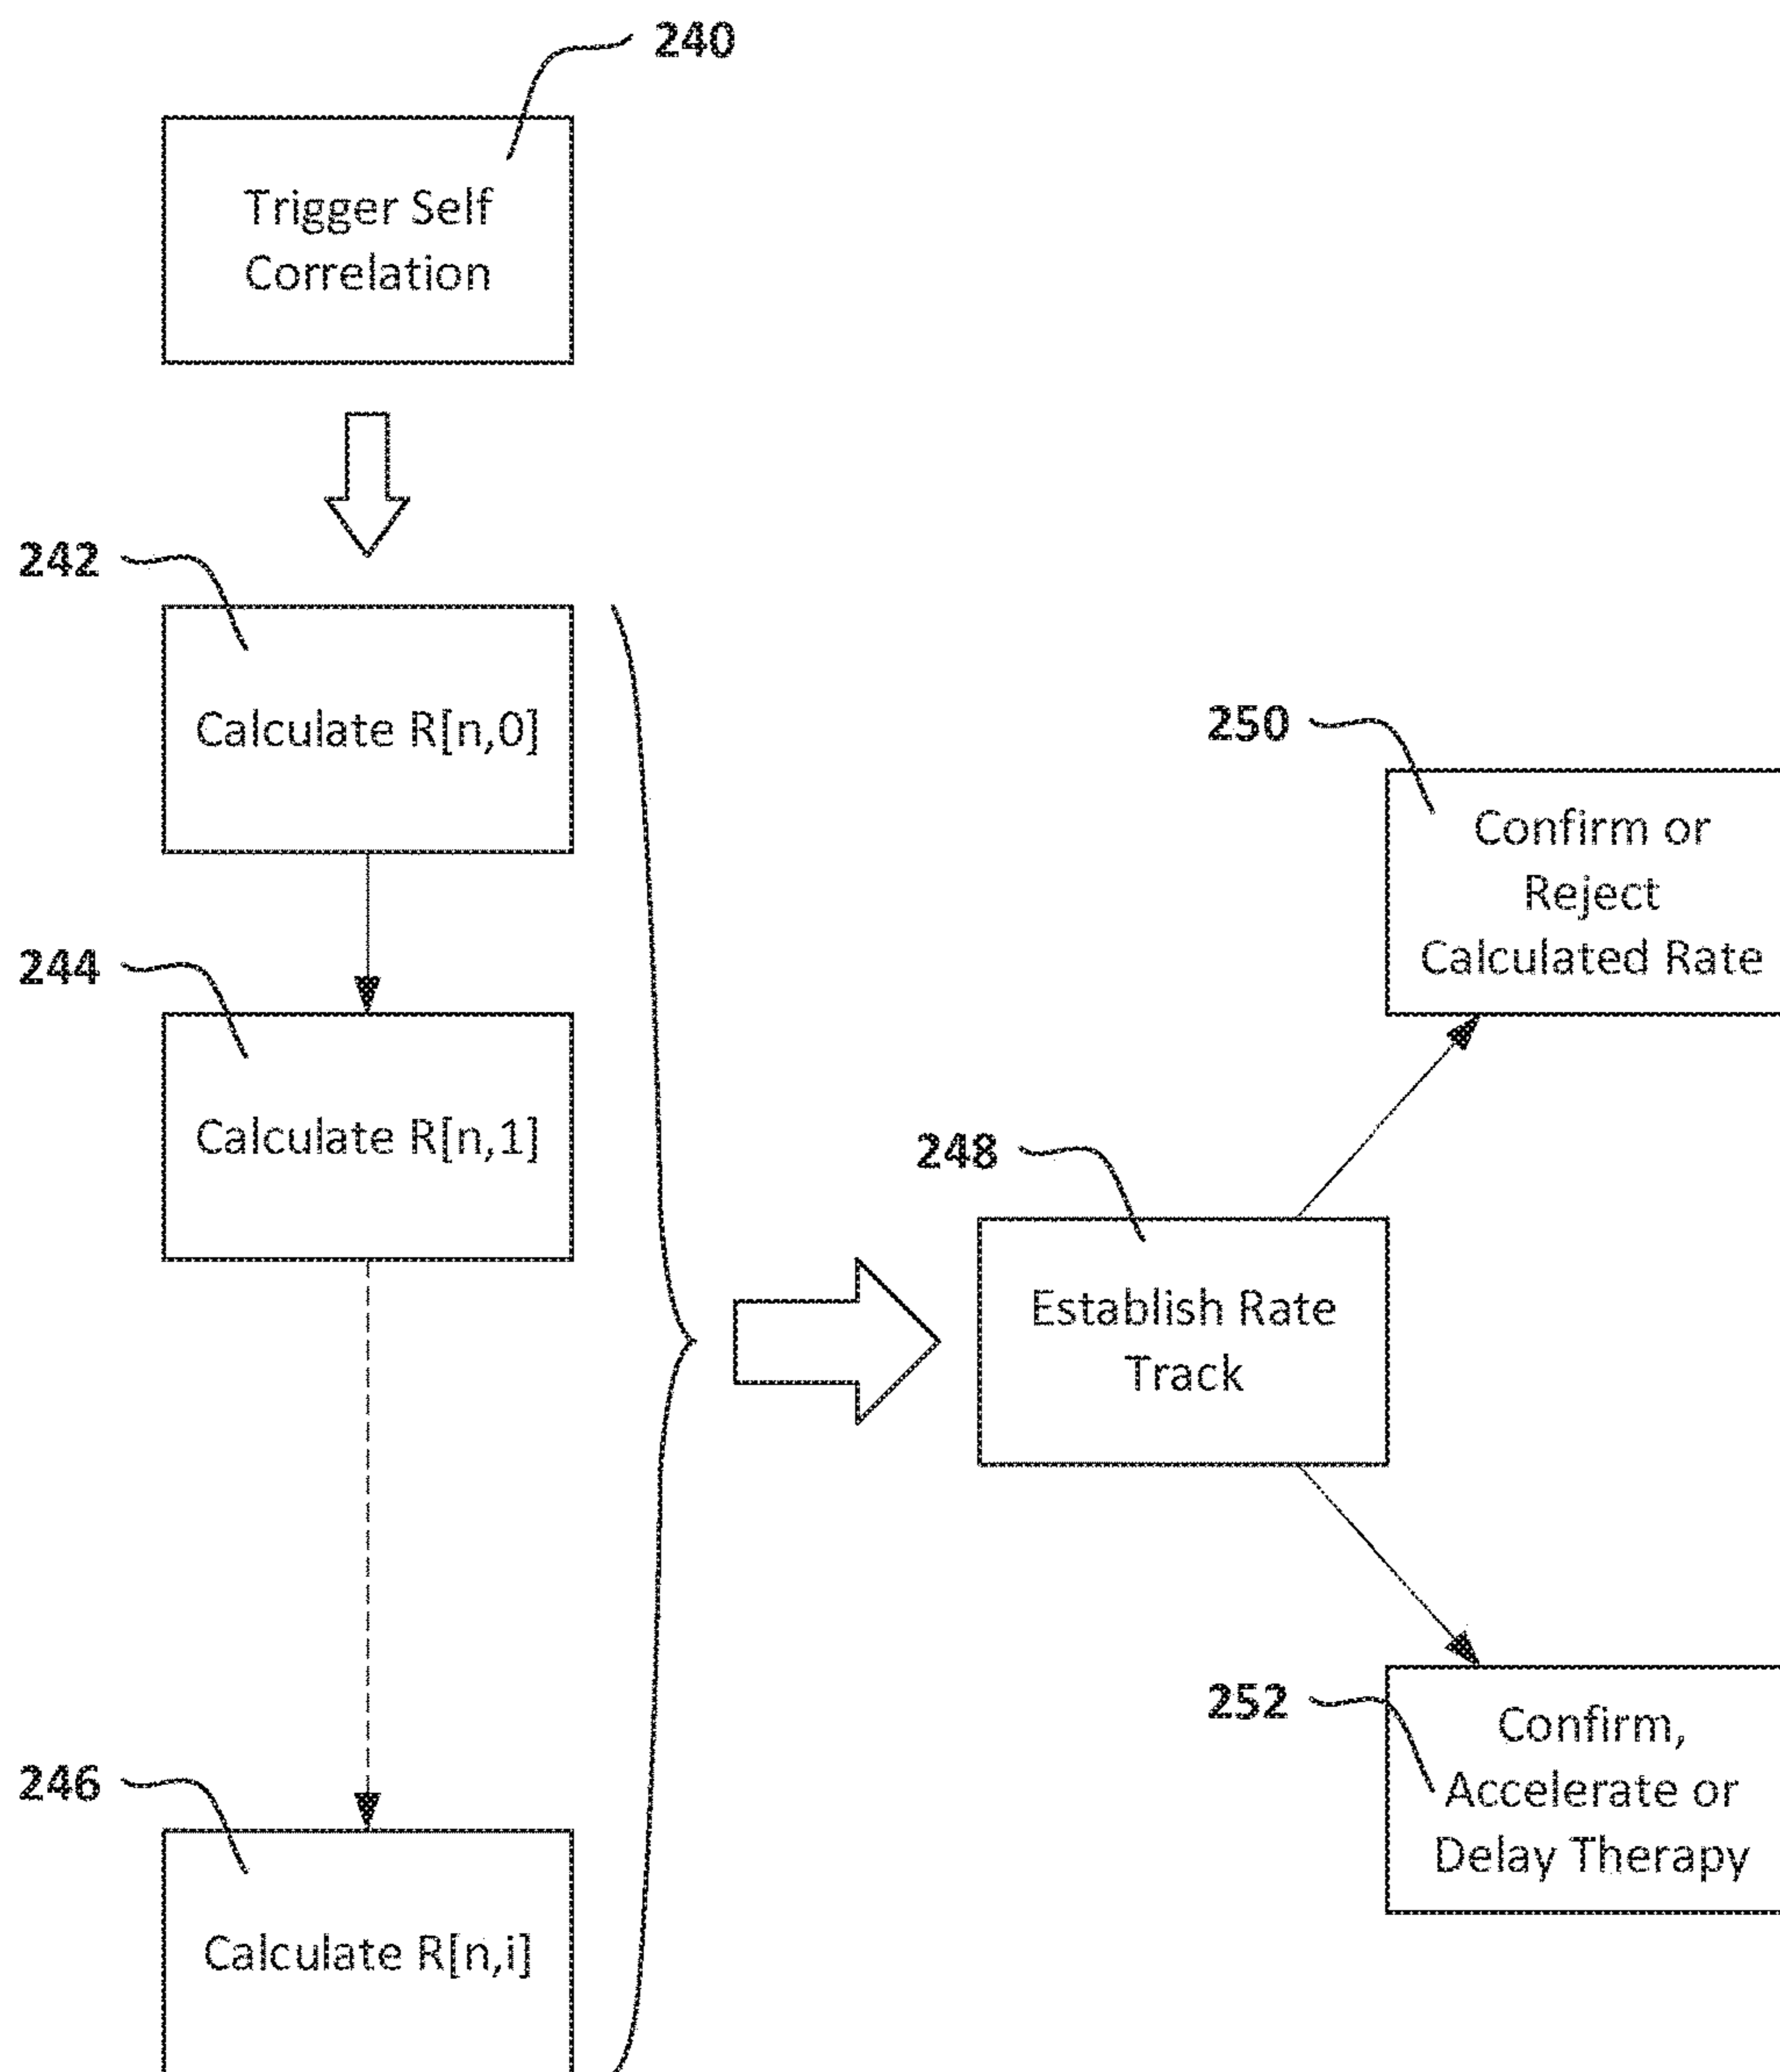 240
Trigger Self
Correlation
242
Calculate R[n,0]
244
Calculate R[n,1]
246
Calculate R[n,i]
248
Establish Rate
Track
250
Confirm or
Reject
Calculated Rate
252
Confirm,
Accelerate or
Delay Therapy